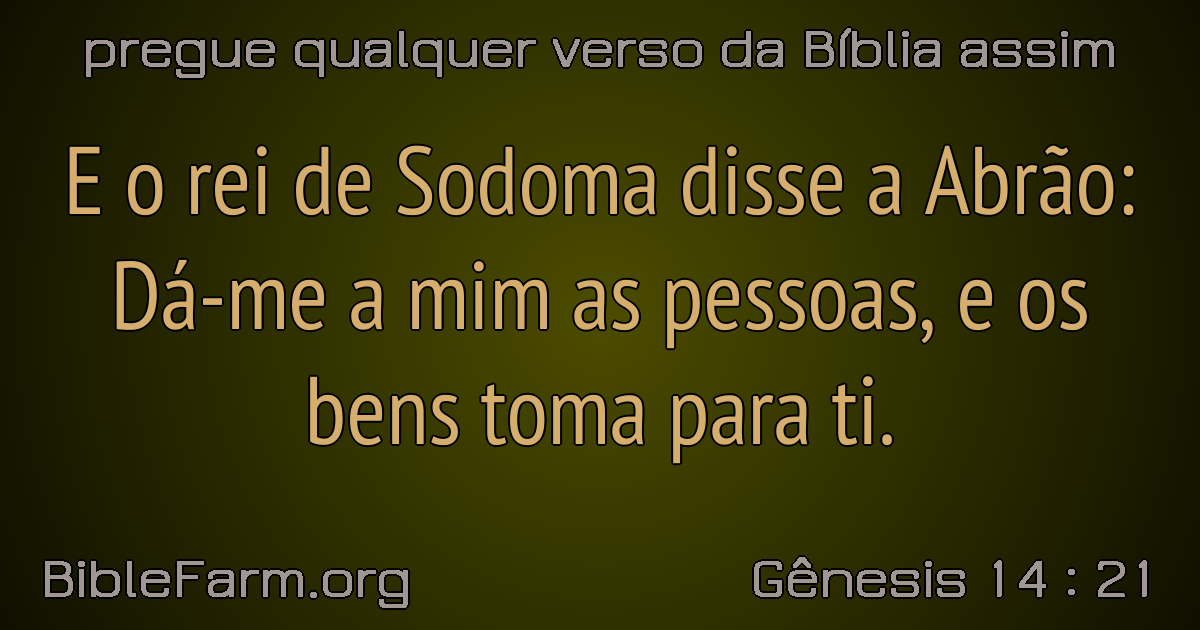 pregue qualquer verso da Bíblia assim
E o rei de Sodoma disse a Abrão:
Dá-me a mim as pessoas, e os
bens toma para ti.
BibleFarm.org
Gênesis 14 : 21